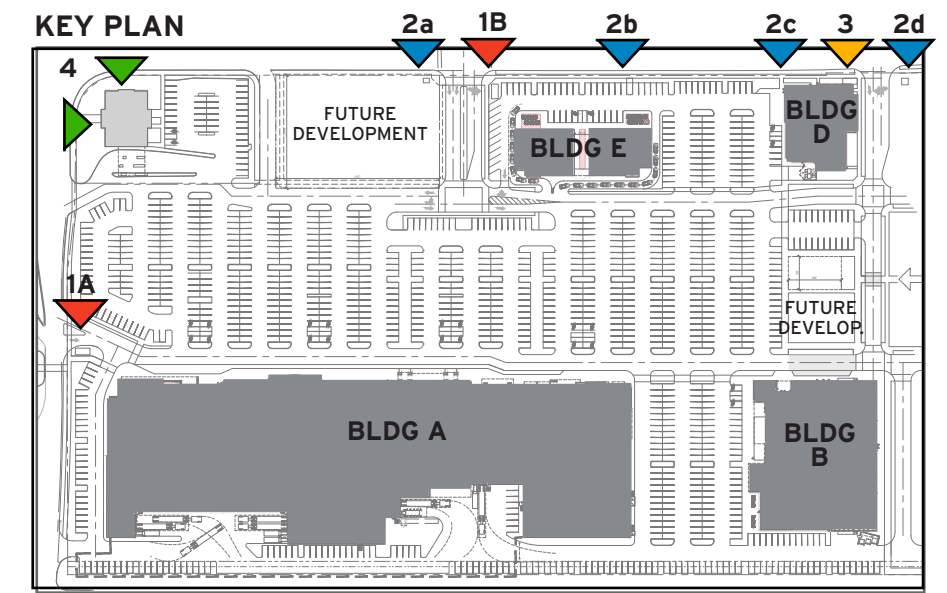 KEY PLAN
2a
1B
2b
2c
3
2d
4
FUTURE
DEVELOPMENT
BLDG E
BLDG
D
1A
FUTURE
DEVELOP.
BLDG A
BLDG
B